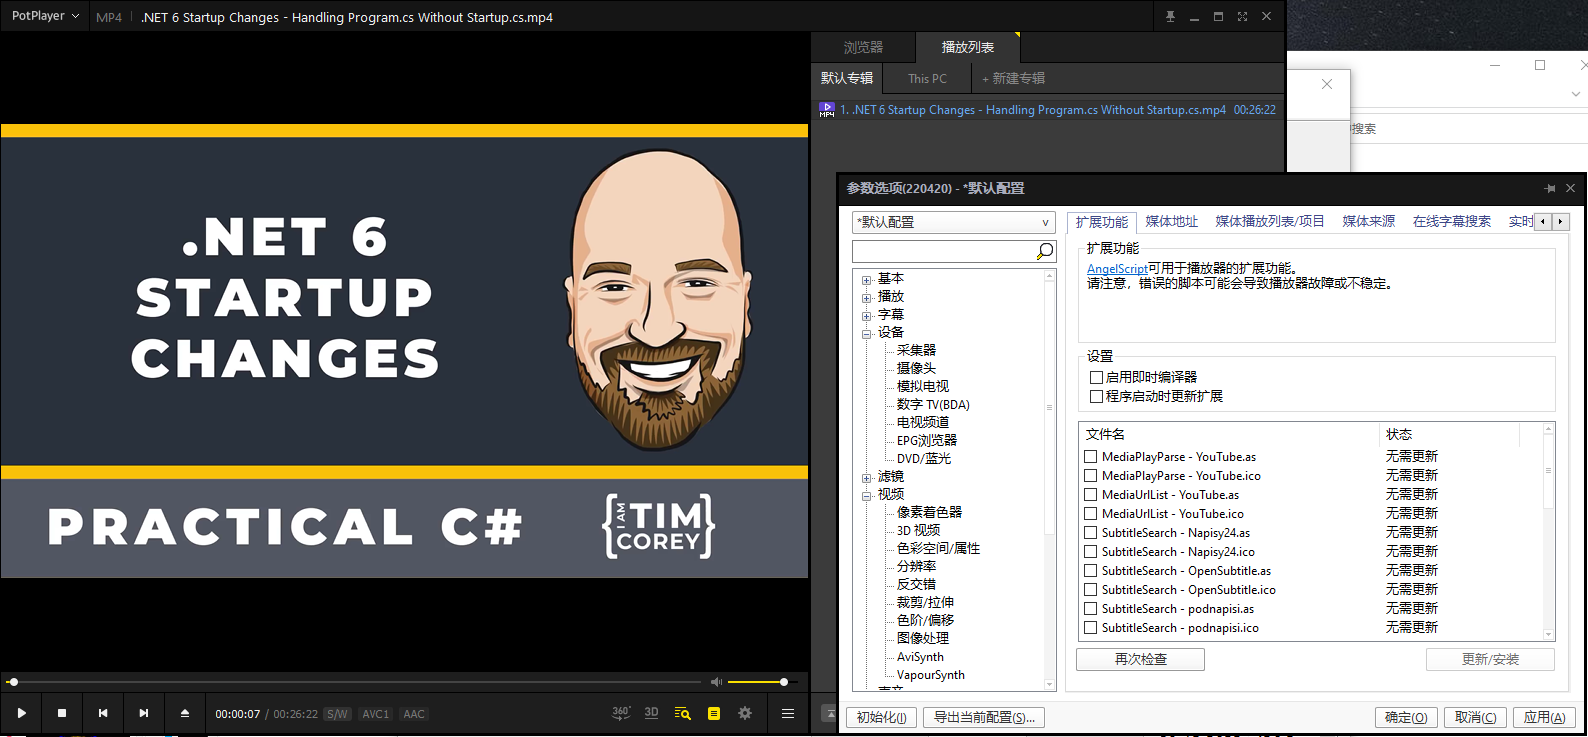 PotPlayer
MP4
.NET 6 Startup Changes - Handling Program.cs Without Startup.cs.mp4
浏览器
播放列表
默认专辑
This PC
+ 新建专辑
MP4
1. .NET 6 Startup Changes - Handling Program.cs Without Startup.cs.mp4 00:26:22
搜索
.NET 6
STARTUP
CHANGES
PRACTICAL C#
I AM
TIM
COREY
00:00:07 / 00:26:22 S/W AVC1 AAC
360°
3D
参数选项(220420) - *默认配置
*默认配置
基本
播放
字幕
设备
采集器
摄像头
模拟电视
数字 TV(BDA)
电视频道
EPG浏览器
DVD/蓝光
滤镜
视频
像素着色器
3D 视频
色彩空间/属性
分辨率
反交错
裁剪/拉伸
色阶/偏移
图像处理
AviSynth
VapourSynth
扩展功能 媒体地址 媒体播放列表/项目 媒体来源 在线字幕搜索 实时
扩展功能
AngelScript可用于播放器的扩展功能。
请注意，错误的脚本可能会导致播放器故障或不稳定。
设置
启用即时编译器
程序启动时更新扩展
文件名 状态
MediaPlayParse - YouTube.as 无需更新
MediaPlayParse - YouTube.ico 无需更新
MediaUrlList - YouTube.as 无需更新
MediaUrlList - YouTube.ico 无需更新
SubtitleSearch - Napisy24.as 无需更新
SubtitleSearch - Napisy24.ico 无需更新
SubtitleSearch - OpenSubtitle.as 无需更新
SubtitleSearch - OpenSubtitle.ico 无需更新
SubtitleSearch - podnapisi.as 无需更新
SubtitleSearch - podnapisi.ico 无需更新
再次检查
更新/安装
初始化(I)
导出当前配置(S)...
确定(O)
取消(C)
应用(A)